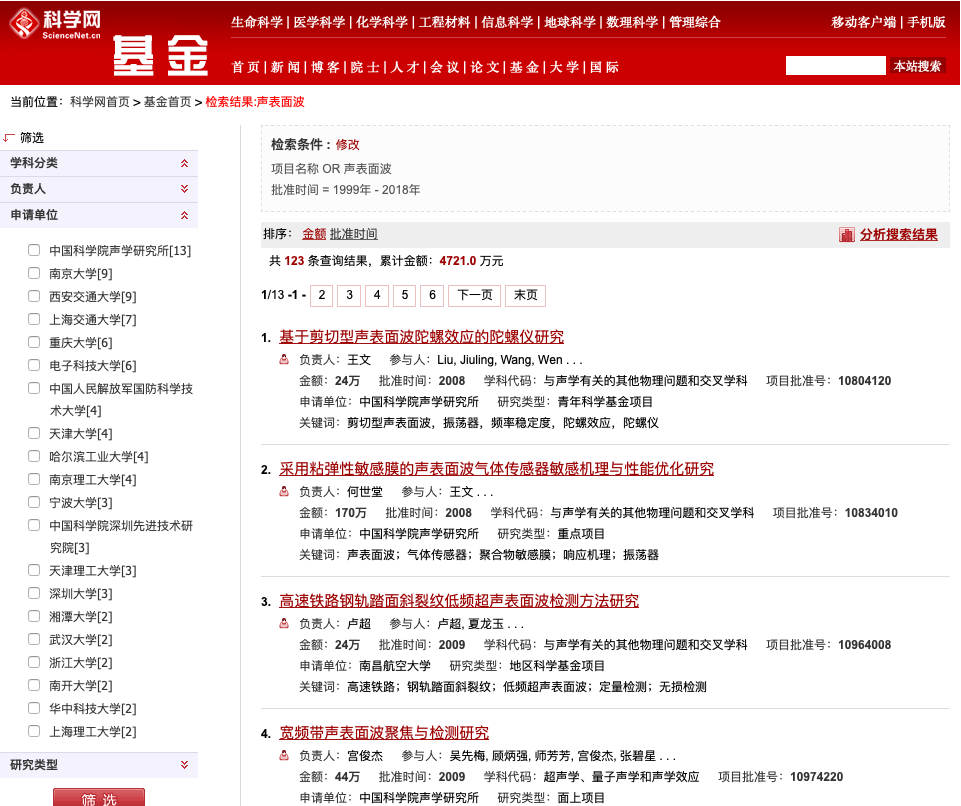 科学网
ScienceNet.cn
基金
生命科学 | 医学科学 | 化学科学 | 工程材料 | 信息科学 | 地球科学 | 数理科学 | 管理综合
移动客户端 | 手机版
首页 | 新闻 | 博客 | 院士 | 人才 | 会议 | 论文 | 基金 | 大学 | 国际
本站搜索
当前位置：科学网首页 > 基金首页 > 检索结果:声表面波
筛选
学科分类
负责人
申请单位
中国科学院声学研究所[13]
南京大学[9]
西安交通大学[9]
上海交通大学[7]
重庆大学[6]
电子科技大学[6]
中国人民解放军国防科学技
术大学[4]
天津大学[4]
哈尔滨工业大学[4]
南京理工大学[4]
宁波大学[3]
中国科学院深圳先进技术研
究院[3]
天津理工大学[3]
深圳大学[3]
湘潭大学[2]
武汉大学[2]
浙江大学[2]
南开大学[2]
华中科技大学[2]
上海理工大学[2]
研究类型
筛 选
检索条件：修改
项目名称 OR 声表面波
批准时间 = 1999年 - 2018年
排序： 金额 批准时间
分析搜索结果
共 123 条查询结果，累计金额：4721.0 万元
1/13 -1 - 2 3 4 5 6 下一页 末页
1. 基于剪切型声表面波陀螺效应的陀螺仪研究
负责人：王文 参与人：Liu, Jiuling, Wang, Wen . . .
金额：24万 批准时间：2008 学科代码：与声学有关的其他物理问题和交叉学科 项目批准号：10804120
申请单位：中国科学院声学研究所 研究类型：青年科学基金项目
关键词：剪切型声表面波，振荡器，频率稳定度，陀螺效应，陀螺仪
2. 采用粘弹性敏感膜的声表面波气体传感器敏感机理与性能优化研究
负责人：何世堂 参与人：王文 . . .
金额：170万 批准时间：2008 学科代码：与声学有关的其他物理问题和交叉学科 项目批准号：10834010
申请单位：中国科学院声学研究所 研究类型：重点项目
关键词：声表面波；气体传感器；聚合物敏感膜；响应机理；振荡器
3. 高速铁路钢轨踏面斜裂纹低频超声表面波检测方法研究
负责人：卢超 参与人：卢超, 夏龙玉 . . .
金额：24万 批准时间：2009 学科代码：与声学有关的其他物理问题和交叉学科 项目批准号：10964008
申请单位：南昌航空大学 研究类型：地区科学基金项目
关键词：高速铁路；钢轨踏面斜裂纹；低频超声表面波；定量检测；无损检测
4. 宽频带声表面波聚焦与检测研究
负责人：宫俊杰 参与人：吴先梅, 顾炳强, 师芳芳, 宫俊杰, 张碧星 . . .
金额：44万 批准时间：2009 学科代码：超声学、量子声学和声学效应 项目批准号：10974220
申请单位：中国科学院声学研究所 研究类型：面上项目